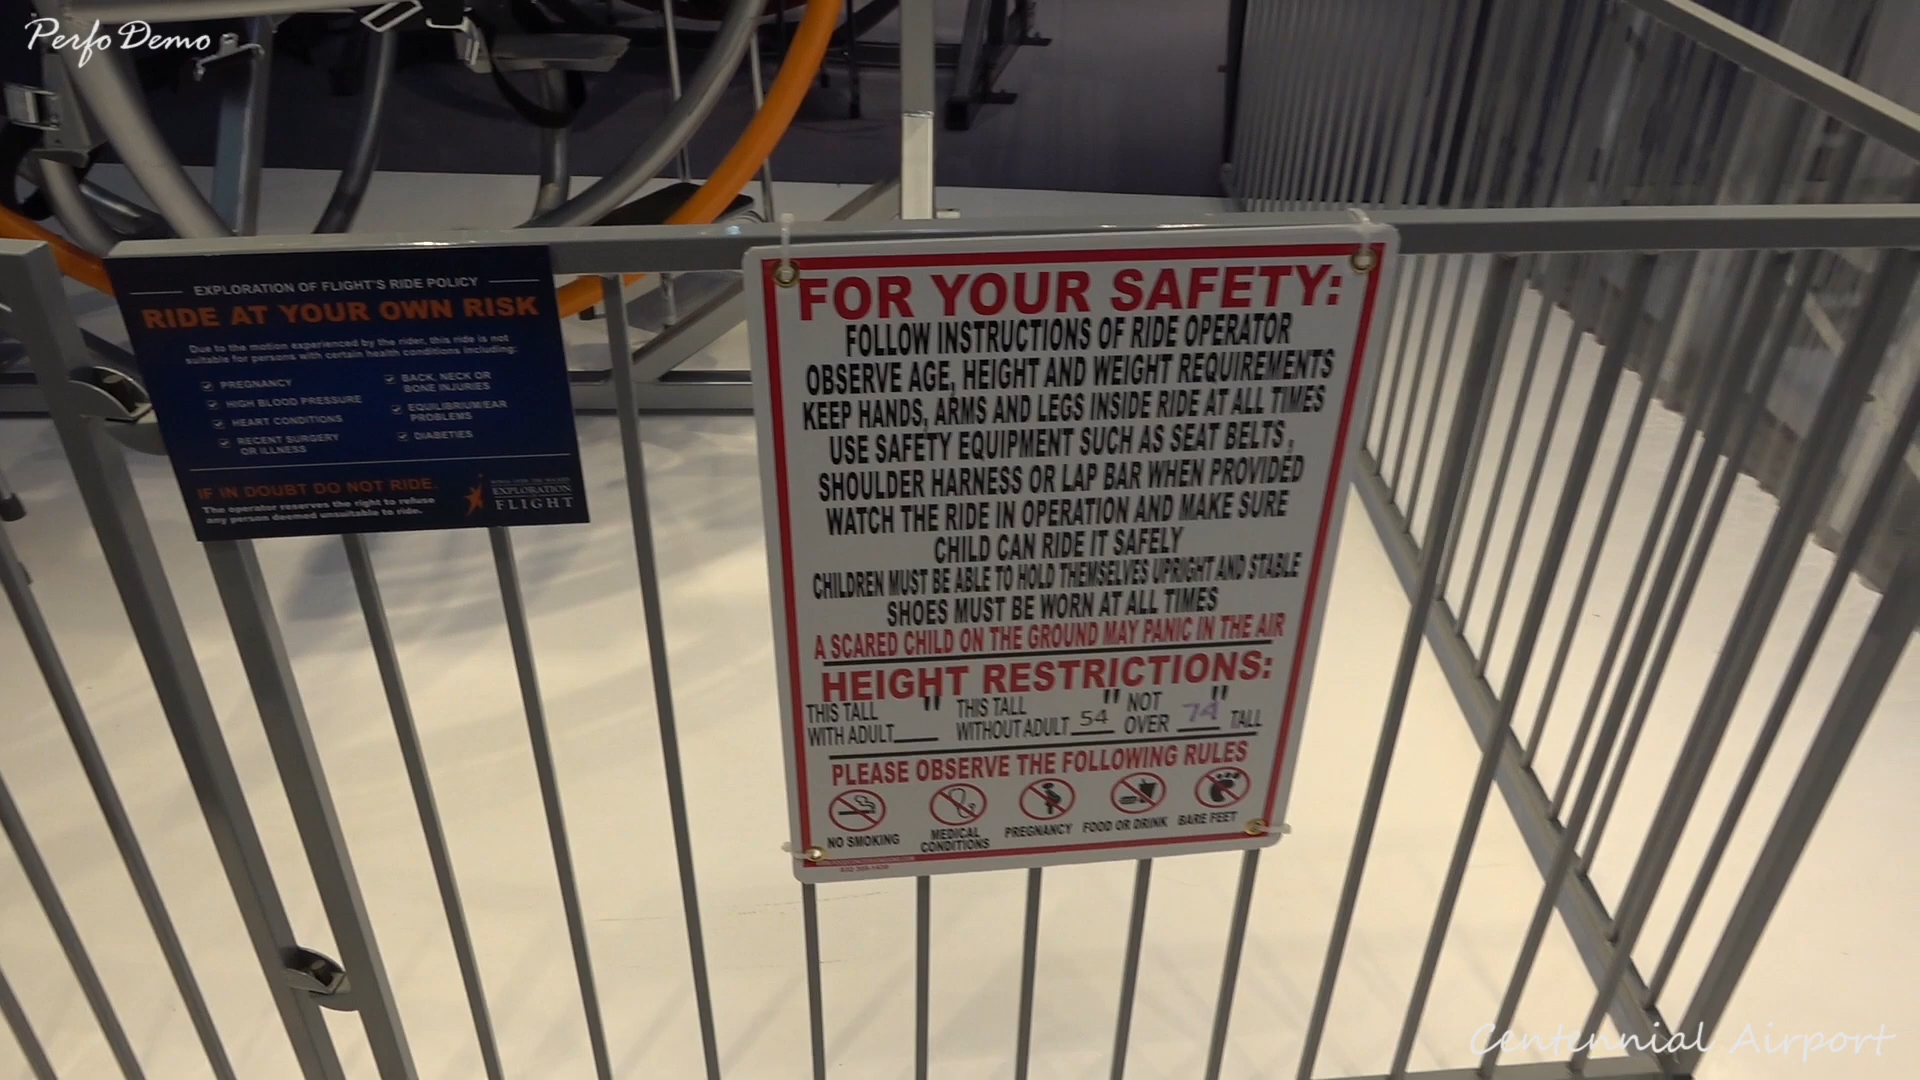 Perfo Demo
EXPLORATION OF FLIGHT'S RIDE POLICY
RIDE AT YOUR OWN RISK
Due to the motion experienced by the rider, this ride is not
suitable for persons with certain health conditions including:
PREGNANCY
HIGH BLOOD PRESSURE
HEART CONDITIONS
RECENT SURGERY
OR ILLNESS
BACK, NECK OR
BONE INJURIES
EQUILIBRIUM/EAR
PROBLEMS
DIABETIES
IF IN DOUBT DO NOT RIDE.
The operator reserves the right to refuse
any person deemed unsuitable to ride.
EXPLORATION
FLIGHT
FOR YOUR SAFETY:
FOLLOW INSTRUCTIONS OF RIDE OPERATOR
OBSERVE AGE, HEIGHT AND WEIGHT REQUIREMENTS
KEEP HANDS, ARMS AND LEGS INSIDE RIDE AT ALL TIMES
USE SAFETY EQUIPMENT SUCH AS SEAT BELTS,
SHOULDER HARNESS OR LAP BAR WHEN PROVIDED
WATCH THE RIDE IN OPERATION AND MAKE SURE
CHILD CAN RIDE IT SAFELY
CHILDREN MUST BE ABLE TO HOLD THEMSELVES UPRIGHT AND STABLE
SHOES MUST BE WORN AT ALL TIMES
A SCARED CHILD ON THE GROUND MAY PANIC IN THE AIR
HEIGHT RESTRICTIONS:
THIS TALL
WITH ADULT ___ "
THIS TALL
WITHOUT ADULT 54 "
NOT
OVER 74 " TALL
PLEASE OBSERVE THE FOLLOWING RULES
NO SMOKING
MEDICAL
CONDITIONS
PREGNANCY
FOOD OR DRINK
BARE FEET
Centennial Airport